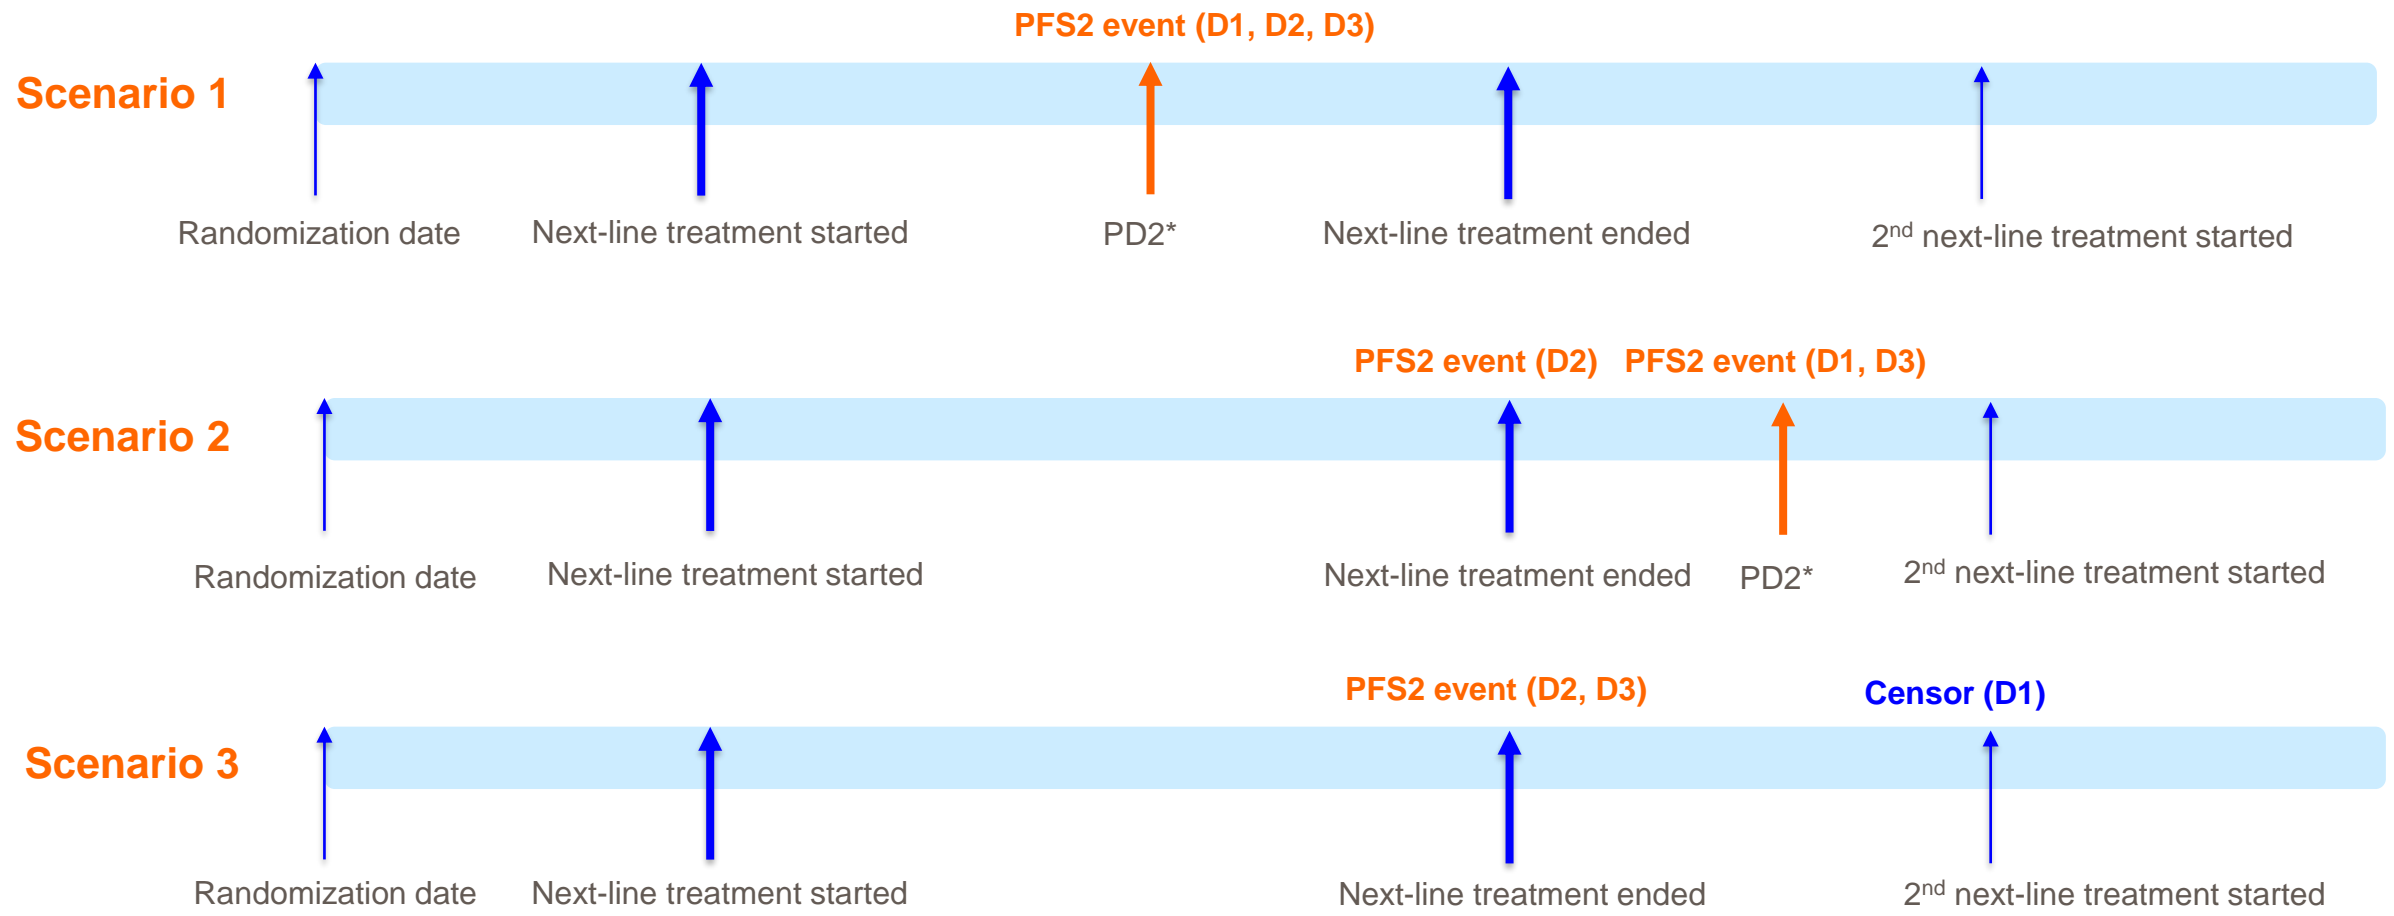 PFS2 event (D1, D2, D3)
Scenario 1
Randomization date
Next-line treatment started
PD2*
Next-line treatment ended
2nd next-line treatment started
PFS2 event (D2)
PFS2 event (D1, D3)
Scenario 2
Randomization date
Next-line treatment started
Next-line treatment ended
PD2*
2nd next-line treatment started
PFS2 event (D2, D3)
Censor (D1)
Scenario 3
Randomization date
Next-line treatment started
Next-line treatment ended
2nd next-line treatment started